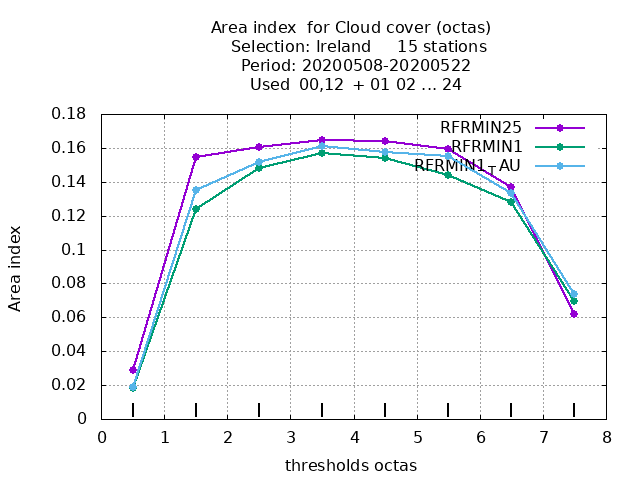 Area index  for Cloud cover (octas)
Selection: Ireland     15 stations
Period: 20200508-20200522
Used  00,12  + 01 02 ... 24
0.18
0.16
0.14
0.12
0.1
0.08
0.06
0.04
0.02
0
Area index
RFRMIN25
RFRMIN1
RFRMIN1_AU
0 1 2 3 4 5 6 7 8
thresholds octas